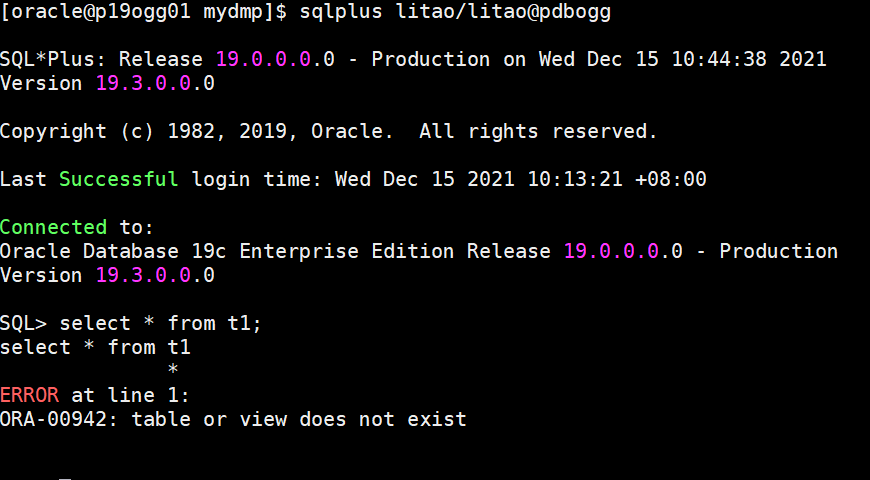 [oracle@p19ogg01 mydmp]$ sqlplus litao/litao@pdbogg
SQL*Plus: Release 19.0.0.0.0 - Production on Wed Dec 15 10:44:38 2021
Version 19.3.0.0.0
Copyright (c) 1982, 2019, Oracle.  All rights reserved.
Last Successful login time: Wed Dec 15 2021 10:13:21 +08:00
Connected to:
Oracle Database 19c Enterprise Edition Release 19.0.0.0.0 - Production
Version 19.3.0.0.0
SQL> select * from t1;
select * from t1
              *
ERROR at line 1:
ORA-00942: table or view does not exist